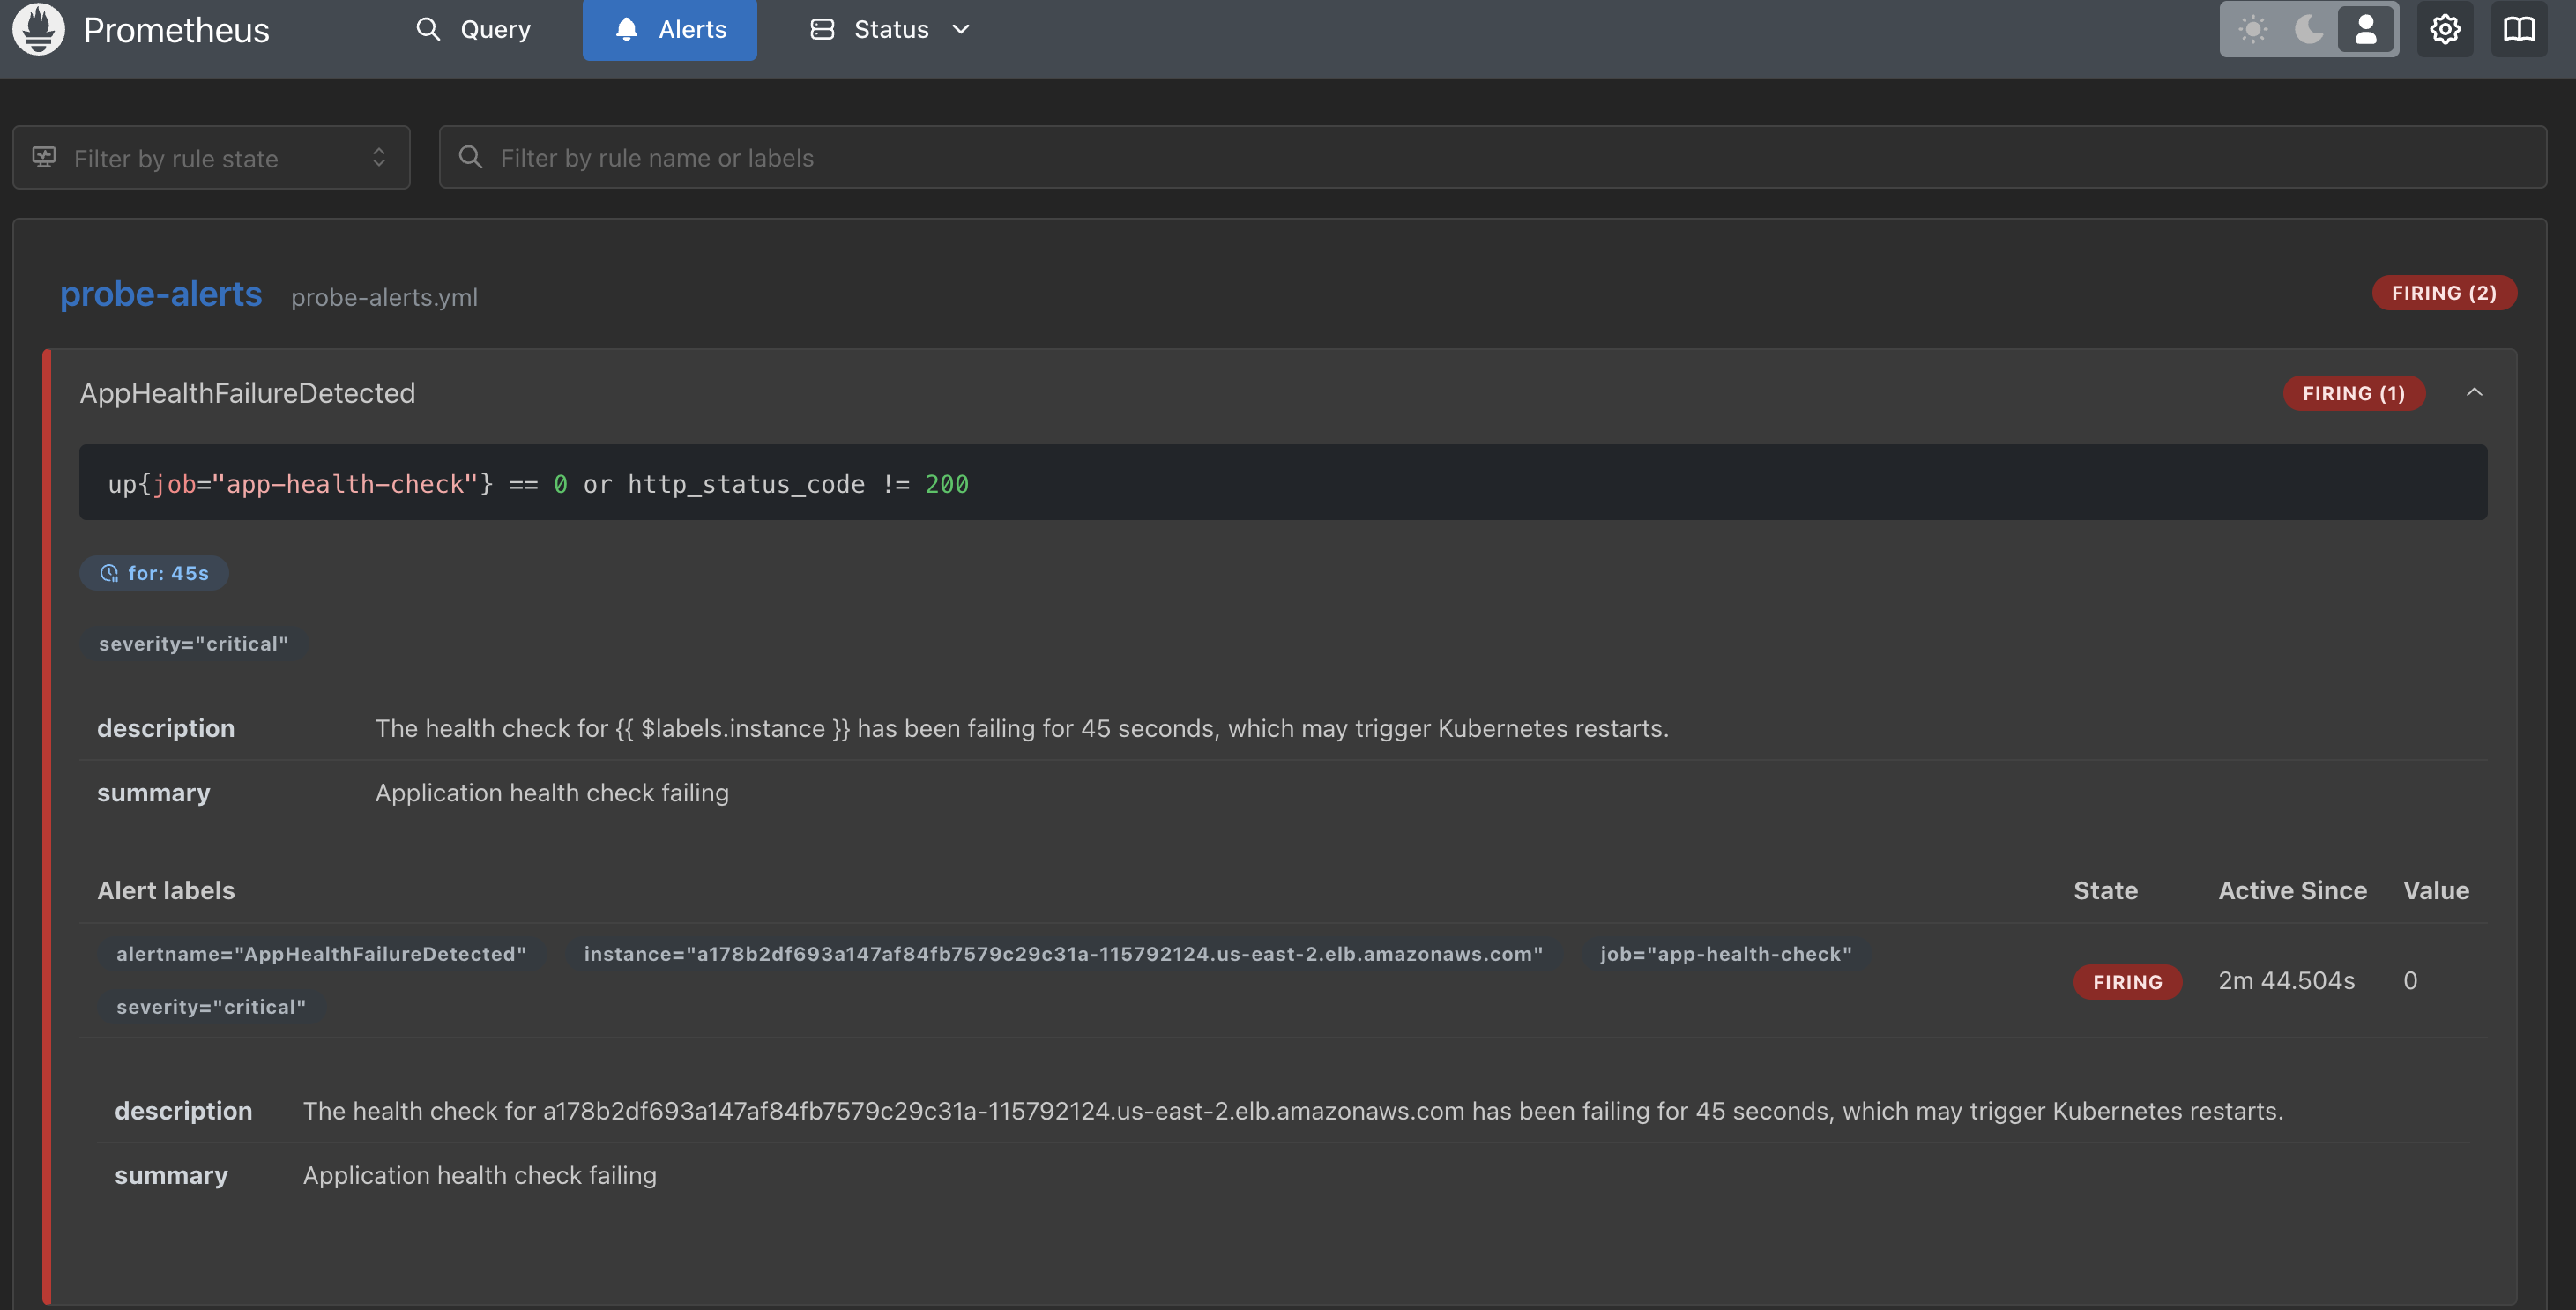 Prometheus Query Alerts Status
Filter by rule state Filter by rule name or labels
probe-alerts probe-alerts.yml FIRING (2)
AppHealthFailureDetected FIRING (1)
up{job="app-health-check"} == 0 or http_status_code != 200
for: 45s
severity="critical"
description The health check for {{ $labels.instance }} has been failing for 45 seconds, which may trigger Kubernetes restarts.
summary Application health check failing
Alert labels State Active Since Value
alertname="AppHealthFailureDetected" instance="a178b2df693a147af84fb7579c29c31a-115792124.us-east-2.elb.amazonaws.com" job="app-health-check"
FIRING 2m 44.504s 0
severity="critical"
description The health check for a178b2df693a147af84fb7579c29c31a-115792124.us-east-2.elb.amazonaws.com has been failing for 45 seconds, which may trigger Kubernetes restarts.
summary Application health check failing